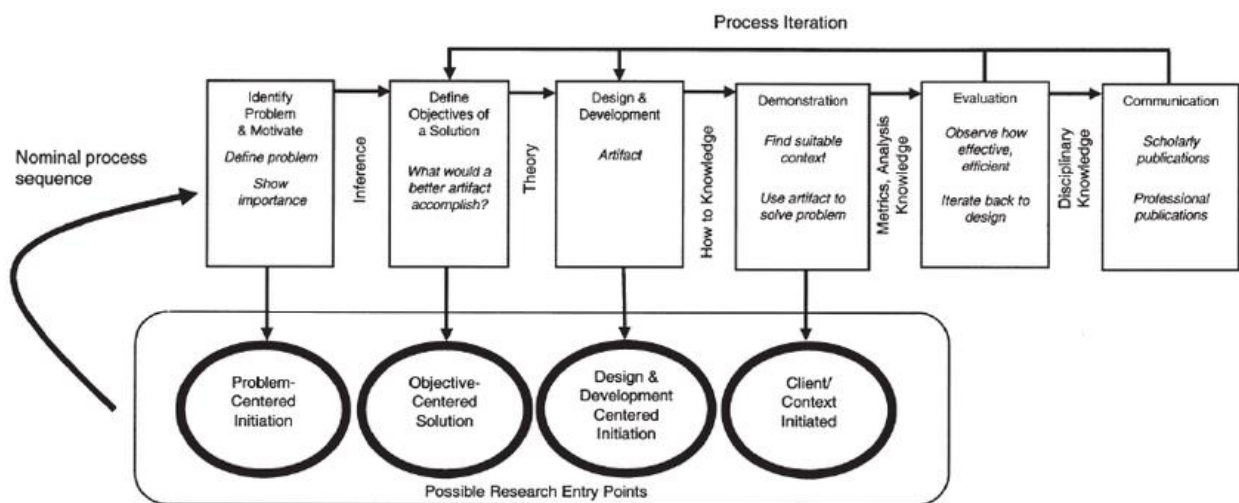 Process Iteration
Nominal process
sequence
Identify
Problem
& Motivate
Define problem
Show
importance
Inference
Define
Objectives of
a Solution
What would a
better artifact
accomplish?
Theory
Design &
Development
Artifact
How to Knowledge
Demonstration
Find suitable
context
Use artifact to
solve problem
Metrics, Analysis
Knowledge
Evaluation
Observe how
effective,
efficient
Iterate back to
design
Disciplinary
Knowledge
Communication
Scholarly
publications
Professional
publications
Problem-
Centered
Initiation
Objective-
Centered
Solution
Design &
Development
Centered
Initiation
Client/
Context
Initiated
Possible Research Entry Points